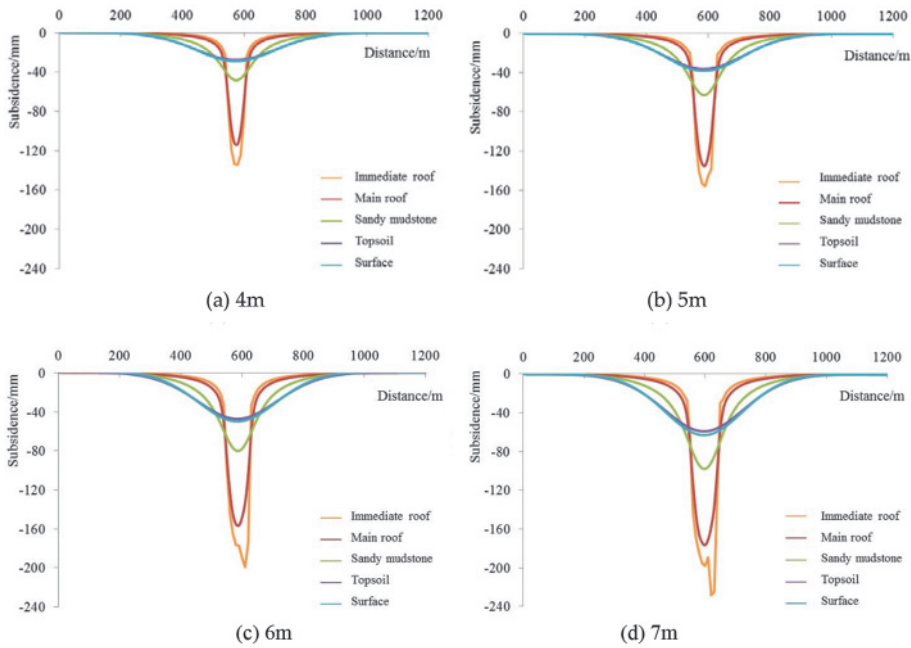 0 200 400 600 800 1000 1200
Distance/m
Subsidence/mm
0
-40
-80
-120
-160
-200
-240
Immediate roof
Main roof
Sandy mudstone
Topsoil
Surface
(a) 4m
0 200 400 600 800 1000 1200
Distance/m
Subsidence/mm
0
-40
-80
-120
-160
-200
-240
Immediate roof
Main roof
Sandy mudstone
Topsoil
Surface
(b) 5m
0 200 400 600 800 1000 1200
Distance/m
Subsidence/mm
0
-40
-80
-120
-160
-200
-240
Immediate roof
Main roof
Sandy mudstone
Topsoil
Surface
(c) 6m
0 200 400 600 800 1000 1200
Distance/m
Subsidence/mm
0
-40
-80
-120
-160
-200
-240
Immediate roof
Main roof
Sandy mudstone
Topsoil
Surface
(d) 7m